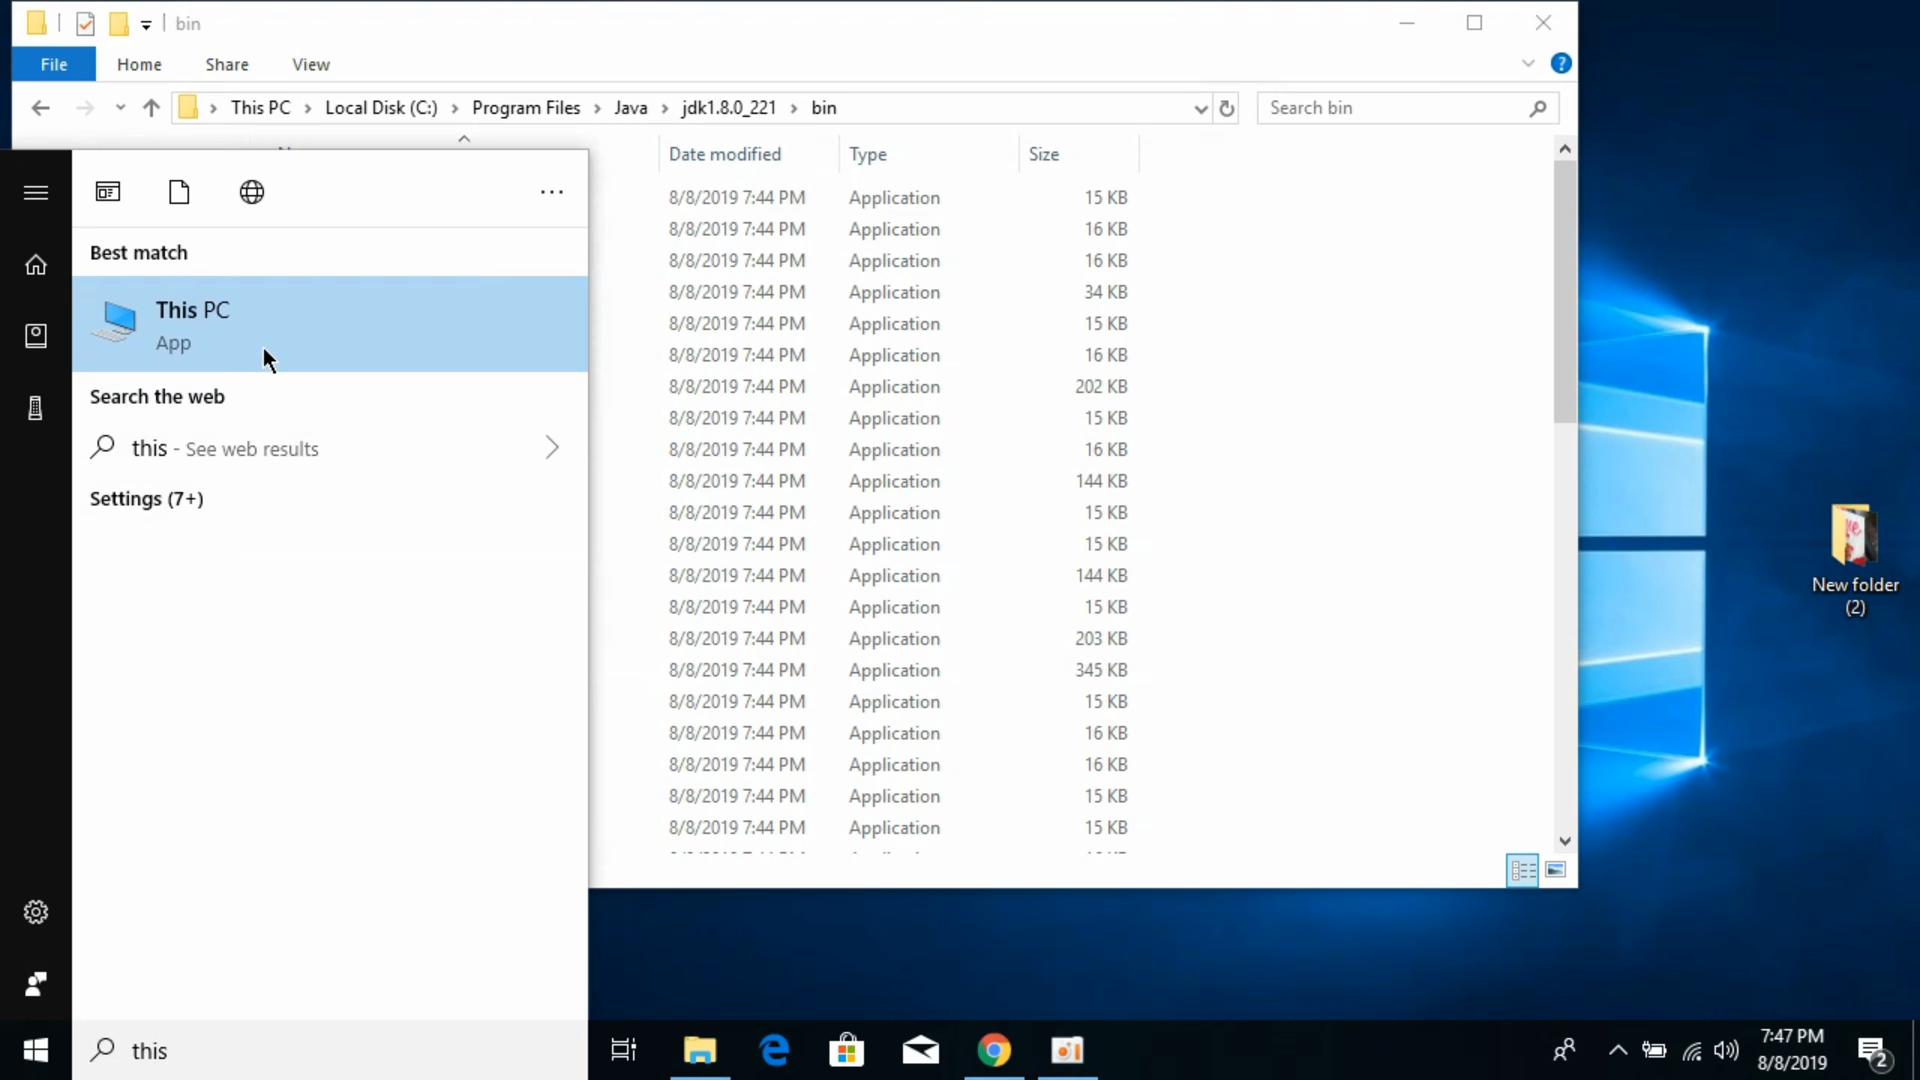 bin
File Home Share View
This PC Local Disk (C:) Program Files Java jdk1.8.0_221 bin
Search bin
Date modified Type Size
8/8/2019 7:44 PM Application 15 KB
8/8/2019 7:44 PM Application 16 KB
8/8/2019 7:44 PM Application 16 KB
8/8/2019 7:44 PM Application 34 KB
8/8/2019 7:44 PM Application 15 KB
8/8/2019 7:44 PM Application 16 KB
8/8/2019 7:44 PM Application 202 KB
8/8/2019 7:44 PM Application 15 KB
8/8/2019 7:44 PM Application 16 KB
8/8/2019 7:44 PM Application 144 KB
8/8/2019 7:44 PM Application 15 KB
8/8/2019 7:44 PM Application 15 KB
8/8/2019 7:44 PM Application 144 KB
8/8/2019 7:44 PM Application 15 KB
8/8/2019 7:44 PM Application 203 KB
8/8/2019 7:44 PM Application 345 KB
8/8/2019 7:44 PM Application 15 KB
8/8/2019 7:44 PM Application 16 KB
8/8/2019 7:44 PM Application 16 KB
8/8/2019 7:44 PM Application 15 KB
8/8/2019 7:44 PM Application 15 KB
Best match
This PC
App
Search the web
this - See web results
Settings (7+)
this
New folder
(2)
7:47 PM
8/8/2019
2